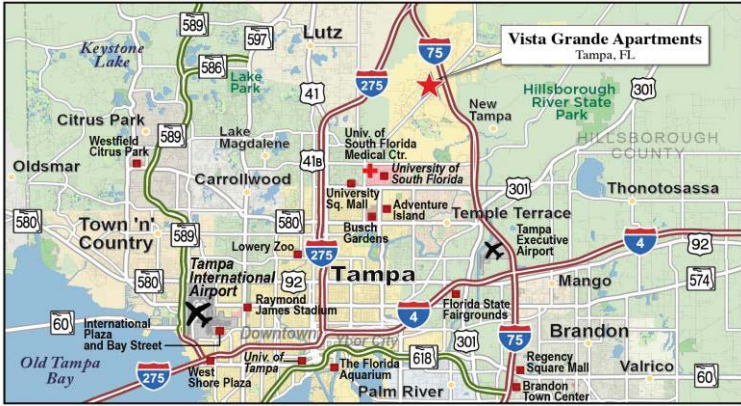 589
597
Lutz
75
Vista Grande Apartments
Tampa, FL
Keystone
Lake
586
Lake
Park
275
41
301
Hillsborough
River State
Park
New
Tampa
Citrus Park
589
Westfield
Citrus Park
Lake
Magdalene
41B
Univ. of
South Florida
Medical Ctr.
University of
South Florida
HILLSBOROUGH
COUNTY
Oldsmar
Carrollwood
University
Sq. Mall
301
Thonotosassa
580
Town 'n'
Country
589
580
Adventure
Island
Busch
Gardens
Temple Terrace
Tampa
Executive
Airport
4
92
Lowery Zoo
275
Tampa
International
Airport
580
92
Tampa
Mango
574
Raymond
James Stadium
4
Florida State
Fairgrounds
60
International Plaza
and Bay Street
Downtown
Ybor City
75
Brandon
Old Tampa
Bay
275
West
Shore Plaza
Univ. of
Tampa
The Florida
Aquarium
618
Regency
Square Mall
Valrico
60
Palm River
Brandon
Town Center